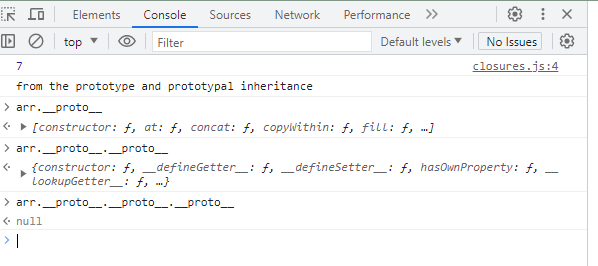 Elements Console Sources Network Performance
top Filter Default levels No Issues
7 closures.js:4
from the prototype and prototypal inheritance
arr.__proto__
[constructor: ƒ, at: ƒ, concat: ƒ, copyWithin: ƒ, fill: ƒ, …]
arr.__proto__.__proto__
{constructor: ƒ, __defineGetter__: ƒ, __defineSetter__: ƒ, hasOwnProperty: ƒ, __
lookupGetter__: ƒ, …}
arr.__proto__.__proto__.__proto__
null